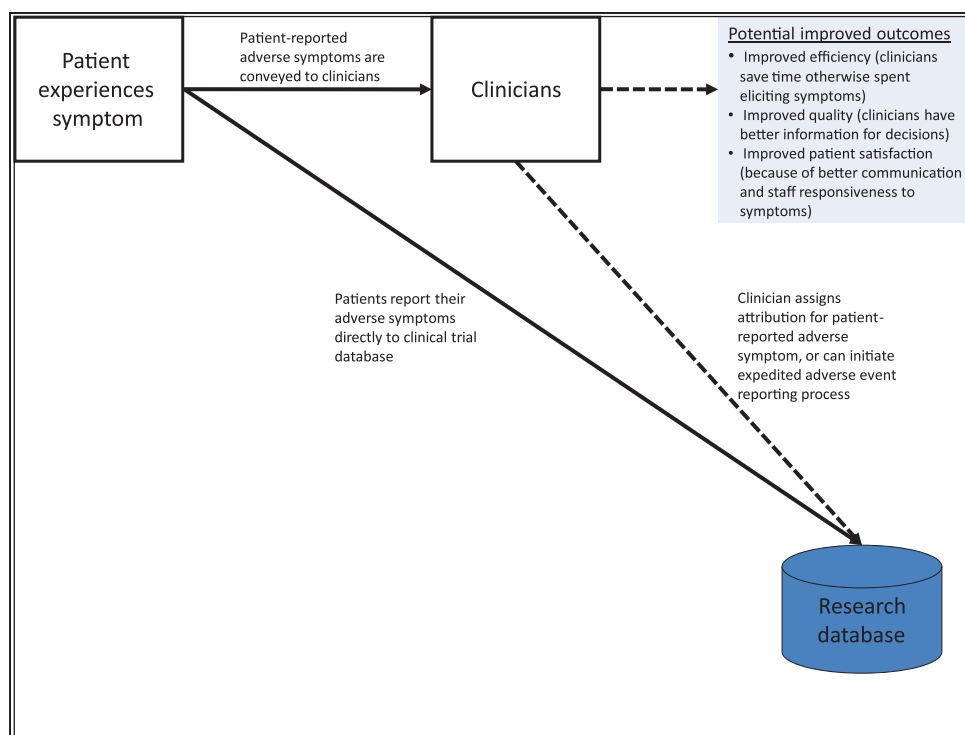 Patient
experiences
symptom
Patient-reported
adverse symptoms are
conveyed to clinicians
Clinicians
Potential improved outcomes
• Improved efficiency (clinicians
save time otherwise spent
eliciting symptoms)
• Improved quality (clinicians have
better information for decisions)
• Improved patient satisfaction
(because of better communication
and staff responsiveness to
symptoms)
Patients report their
adverse symptoms
directly to clinical trial
database
Clinician assigns
attribution for patient-
reported adverse
symptom, or can initiate
expedited adverse event
reporting process
Research
database